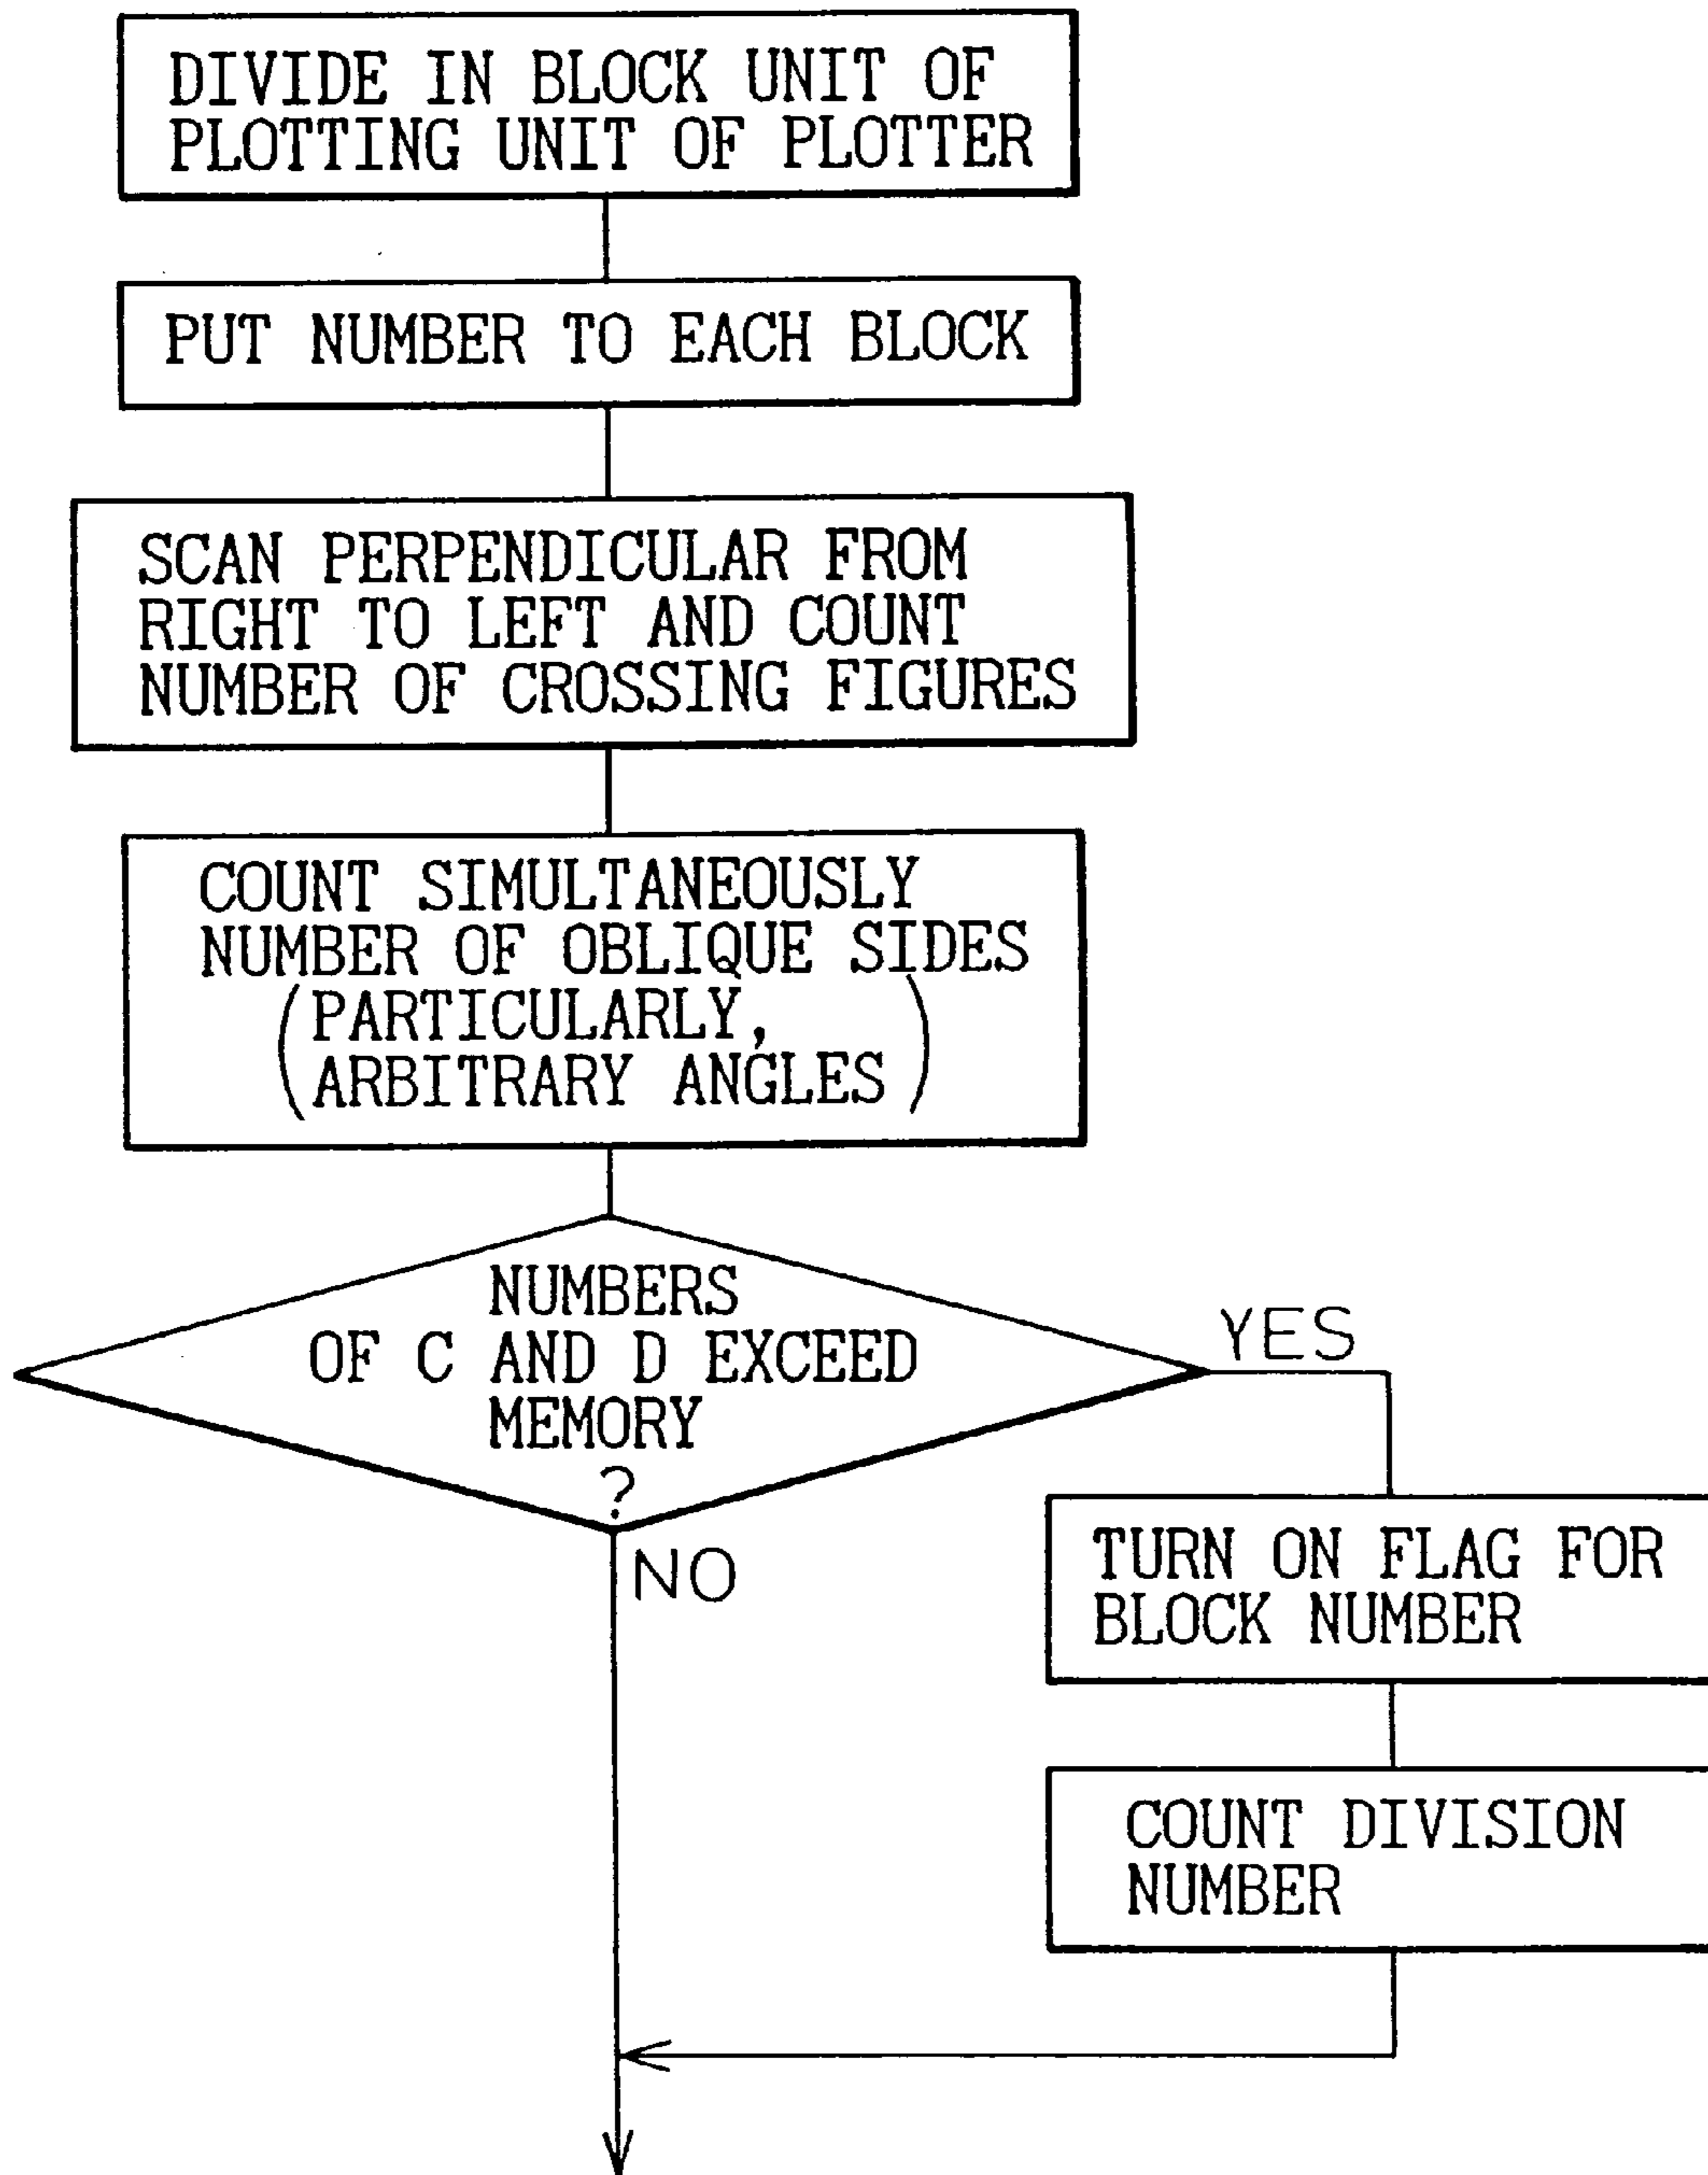 DIVIDE IN BLOCK UNIT OF
PLOTTING UNIT OF PLOTTER
PUT NUMBER TO EACH BLOCK
SCAN PERPENDICULAR FROM
RIGHT TO LEFT AND COUNT
NUMBER OF CROSSING FIGURES
COUNT SIMULTANEOUSLY
NUMBER OF OBLIQUE SIDES
(PARTICULARLY,
ARBITRARY ANGLES)
NUMBERS
OF C AND D EXCEED
MEMORY
?
YES
NO
TURN ON FLAG FOR
BLOCK NUMBER
COUNT DIVISION
NUMBER